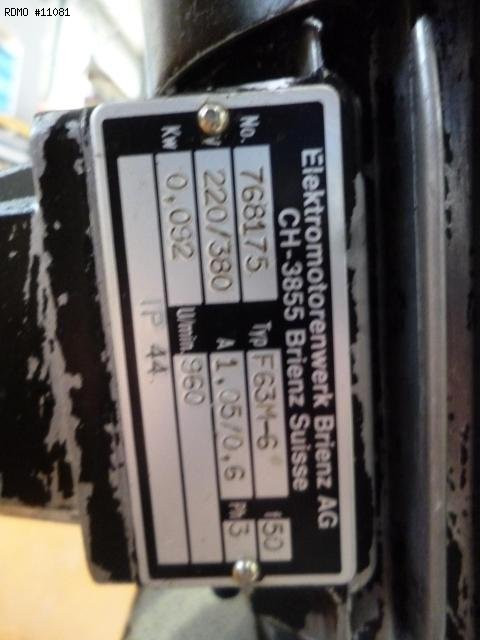 RDMO #11081
Elektromotorenwerk Brienz AG
CH-3855 Brienz Suisse
No. 768175 Typ F63M-6 f 50
V 220/380 A 1,05/0,6 Ph 3
Kw 0,092 U/min. 960
IP 44